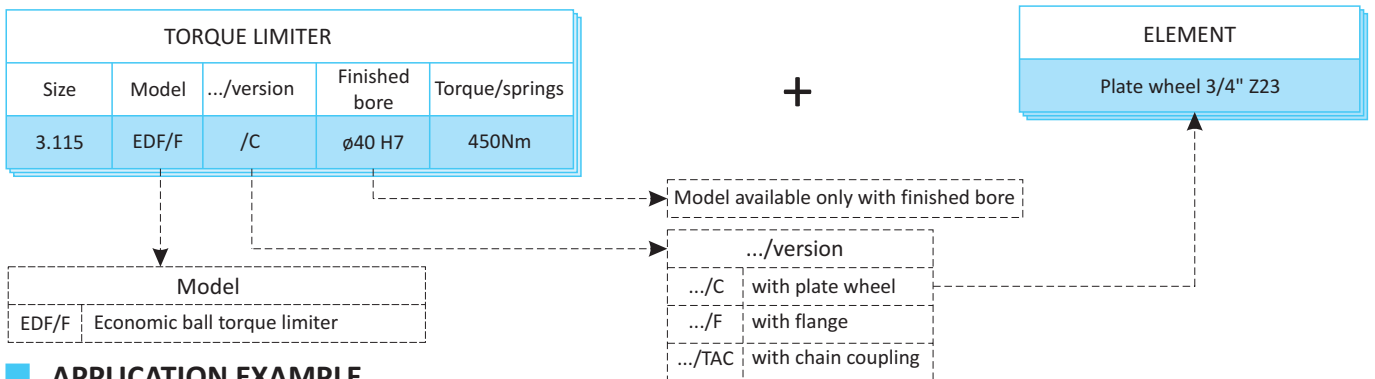 TORQUE LIMITER
Size Model .../version Finished bore Torque/springs
3.115 EDF/F /C ø40 H7 450Nm
+
ELEMENT
Plate wheel 3/4" Z23
Model available only with finished bore
.../version
.../C with plate wheel
.../F with flange
.../TAC with chain coupling
Model
EDF/F Economic ball torque limiter
APPLICATION EXAMPLE